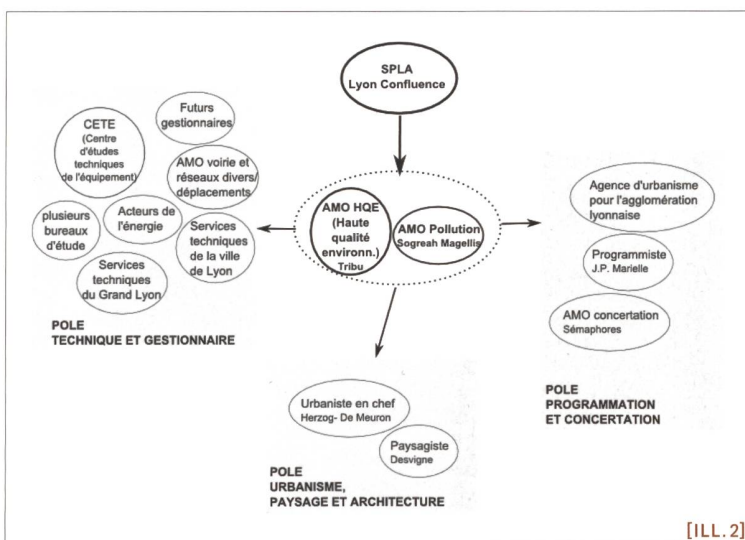 SPLA
Lyon Confluence
CETE
(Centre
d'études
techniques
de l'équipement)
Futurs
gestionnaires
AMO voirie et
réseaux divers/
déplacements
plusieurs
bureaux
d'étude
Acteurs de
l'énergie
Services
techniques
de la ville
de Lyon
Services
techniques
du Grand Lyon
POLE
TECHNIQUE ET GESTIONNAIRE
AMO HQE
(Haute
qualité
environn.)
Tribu
AMO Pollution
Sogreah Magellis
Agence d'urbanisme
pour l'agglomération
lyonnaise
Programmiste
J.P. Marielle
AMO concertation
Sémaphores
POLE
PROGRAMMATION
ET CONCERTATION
Urbaniste en chef
Herzog- De Meuron
Paysagiste
Desvigne
POLE
URBANISME,
PAYSAGE ET ARCHITECTURE
[ILL. 2]